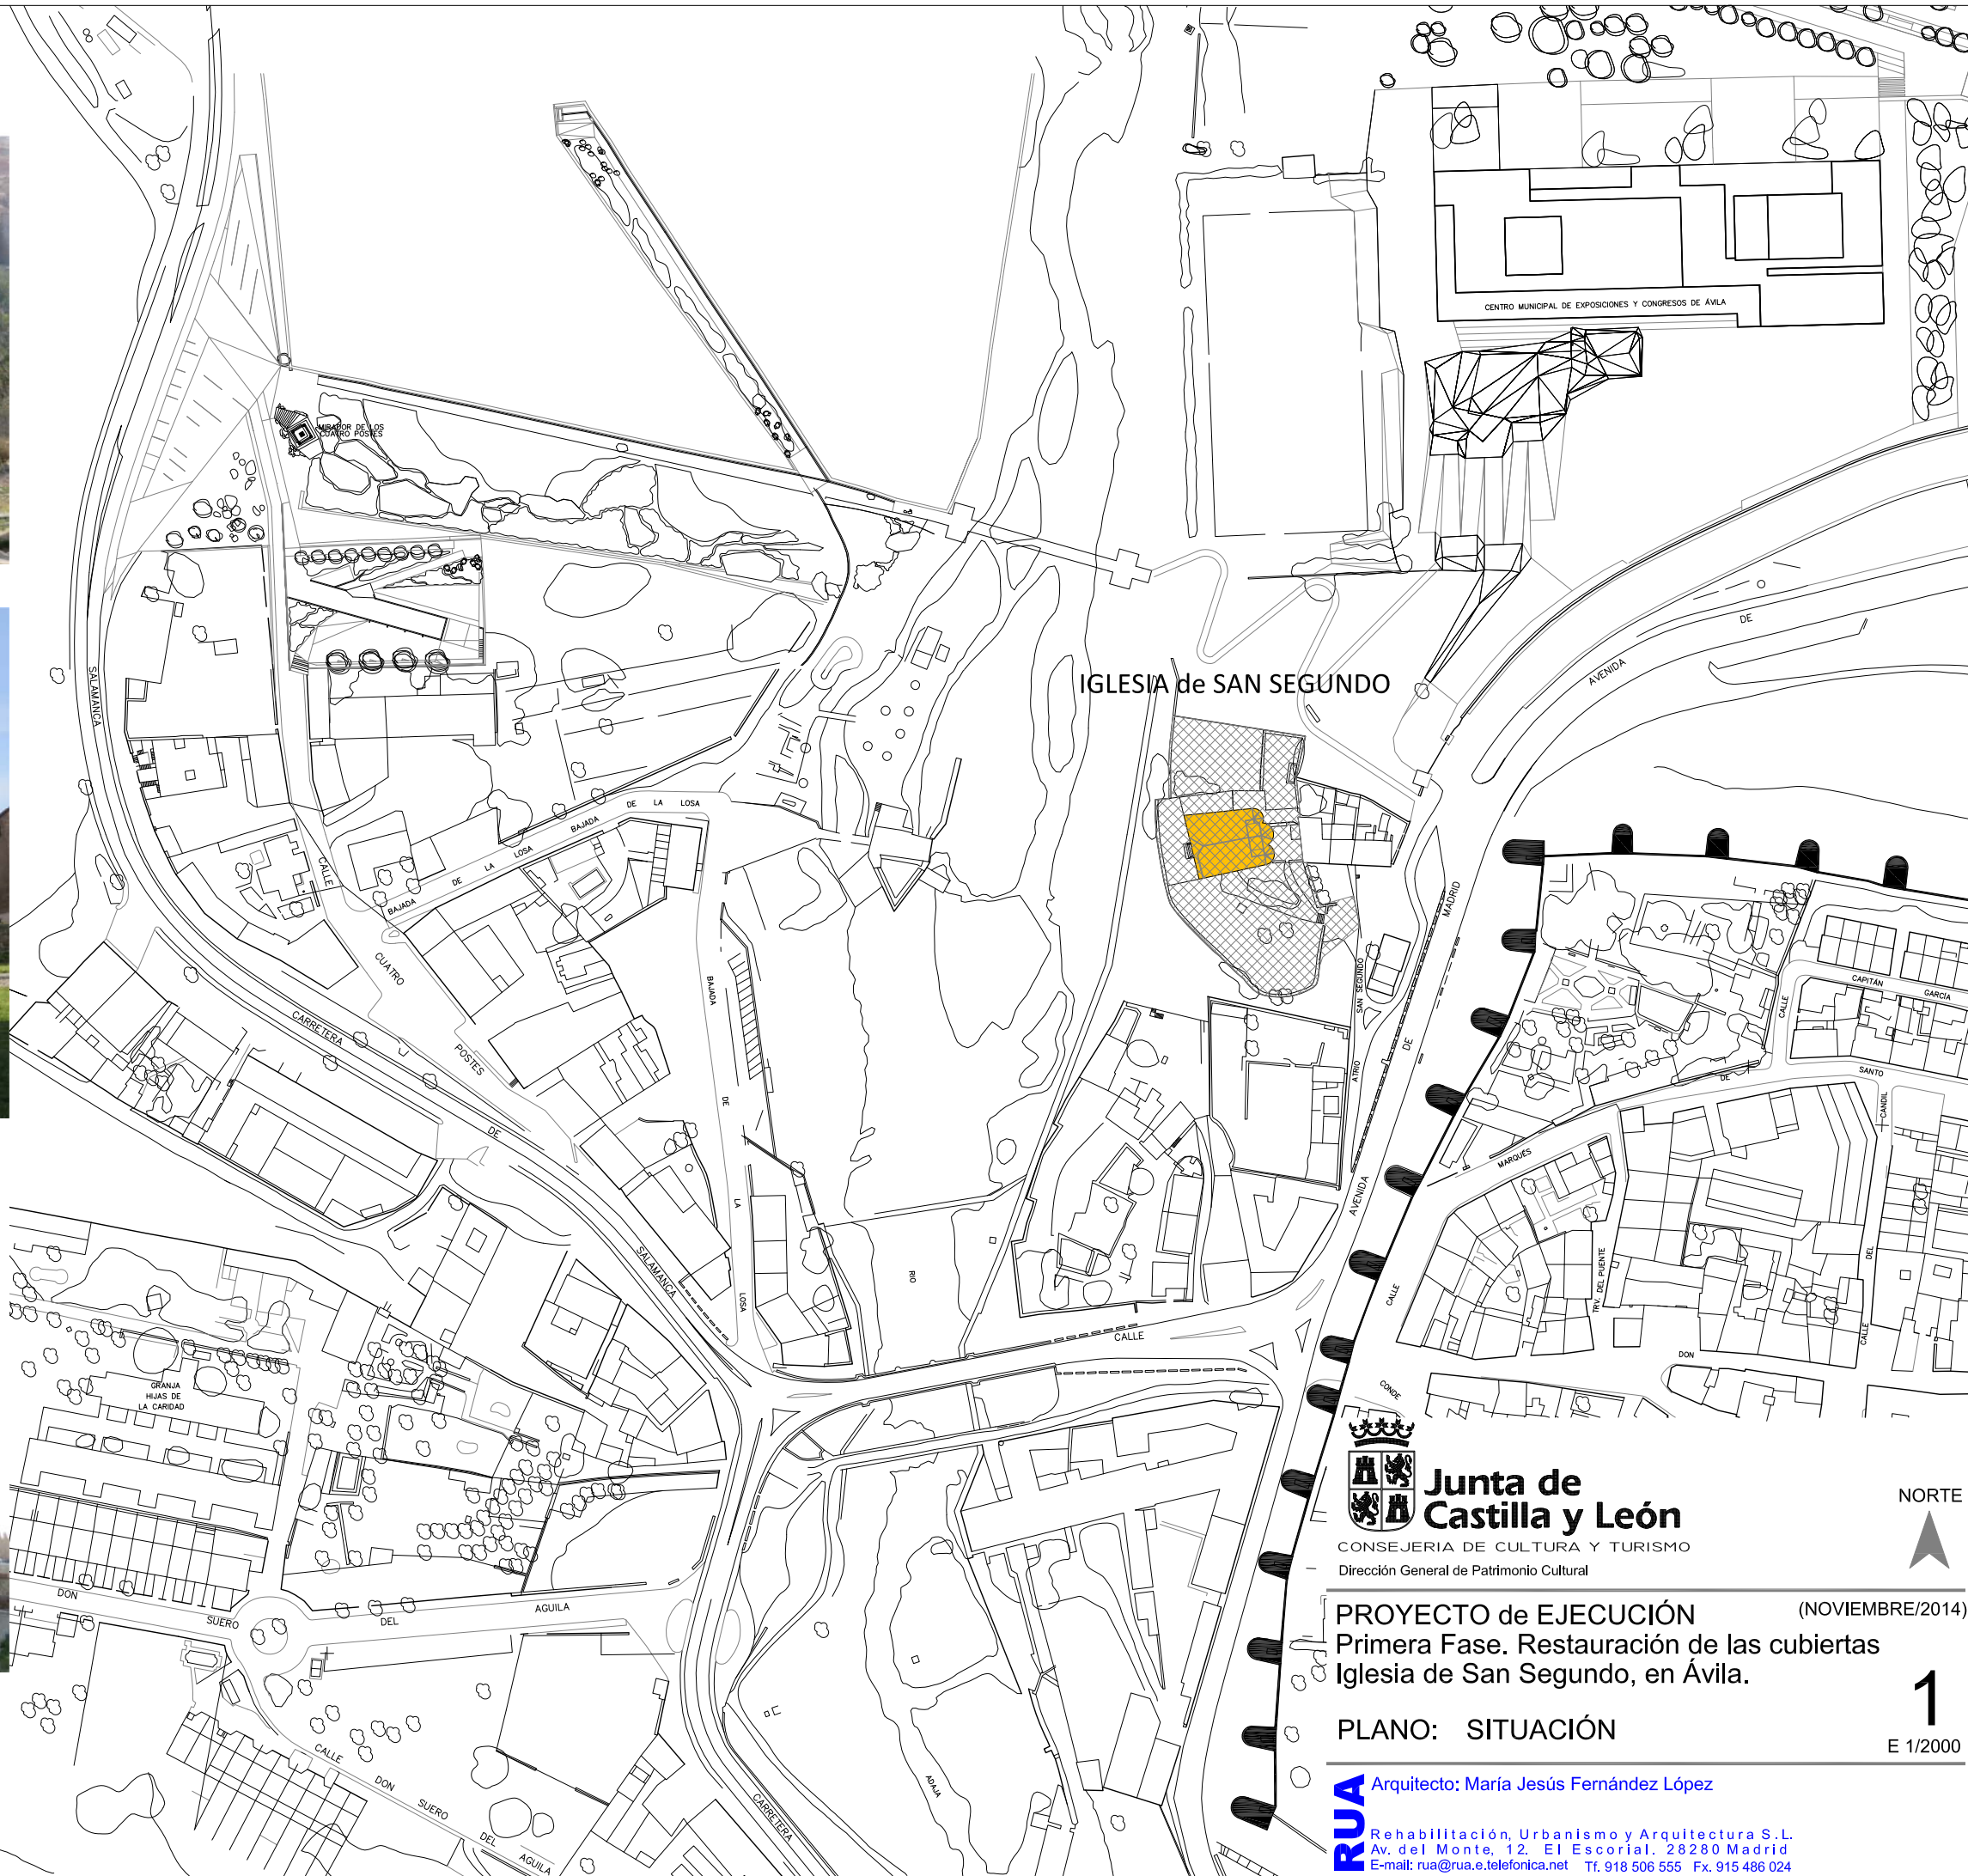 CENTRO MUNICIPAL DE EXPOSICIONES Y CONGRESOS DE ÁVILA
MIRADOR DE LOS
CUATRO POSTES
DE
AVENIDA
SALAMANCA
IGLESIA de SAN SEGUNDO
DE LA LOSA
BAJADA
DE LA LOSA
BAJADA
CALLE
CUATRO
POSTES
MADRID
DE
AVENIDA
SAN SEGUNDO
ATRIO
CAPITÁN
GARCÍA
CALLE
SANTO
DE
MARQUÉS
CANDIL
DEL
CALLE
TRV. DEL PUENTE
CALLE
DON
CONDE
CARRETERA
DE
SALAMANCA
BAJADA
DE
LA
LOSA
RIO
CALLE
GRANJA
HIJAS DE
LA CARIDAD
DON
SUERO
DEL
AGUILA
CALLE
DON
SUERO
DEL
AGUILA
CARRETERA
ADAJA
Junta de
Castilla y León
CONSEJERIA DE CULTURA Y TURISMO
Dirección General de Patrimonio Cultural
NORTE
PROYECTO de EJECUCIÓN (NOVIEMBRE/2014)
Primera Fase. Restauración de las cubiertas
Iglesia de San Segundo, en Ávila.
1
PLANO: SITUACIÓN
E 1/2000
RUA
Arquitecto: María Jesús Fernández López
Rehabilitación, Urbanismo y Arquitectura S.L.
Av. del Monte, 12. El Escorial. 28280 Madrid
E-mail: rua@rua.e.telefonica.net Tf. 918 506 555 Fx. 915 486 024